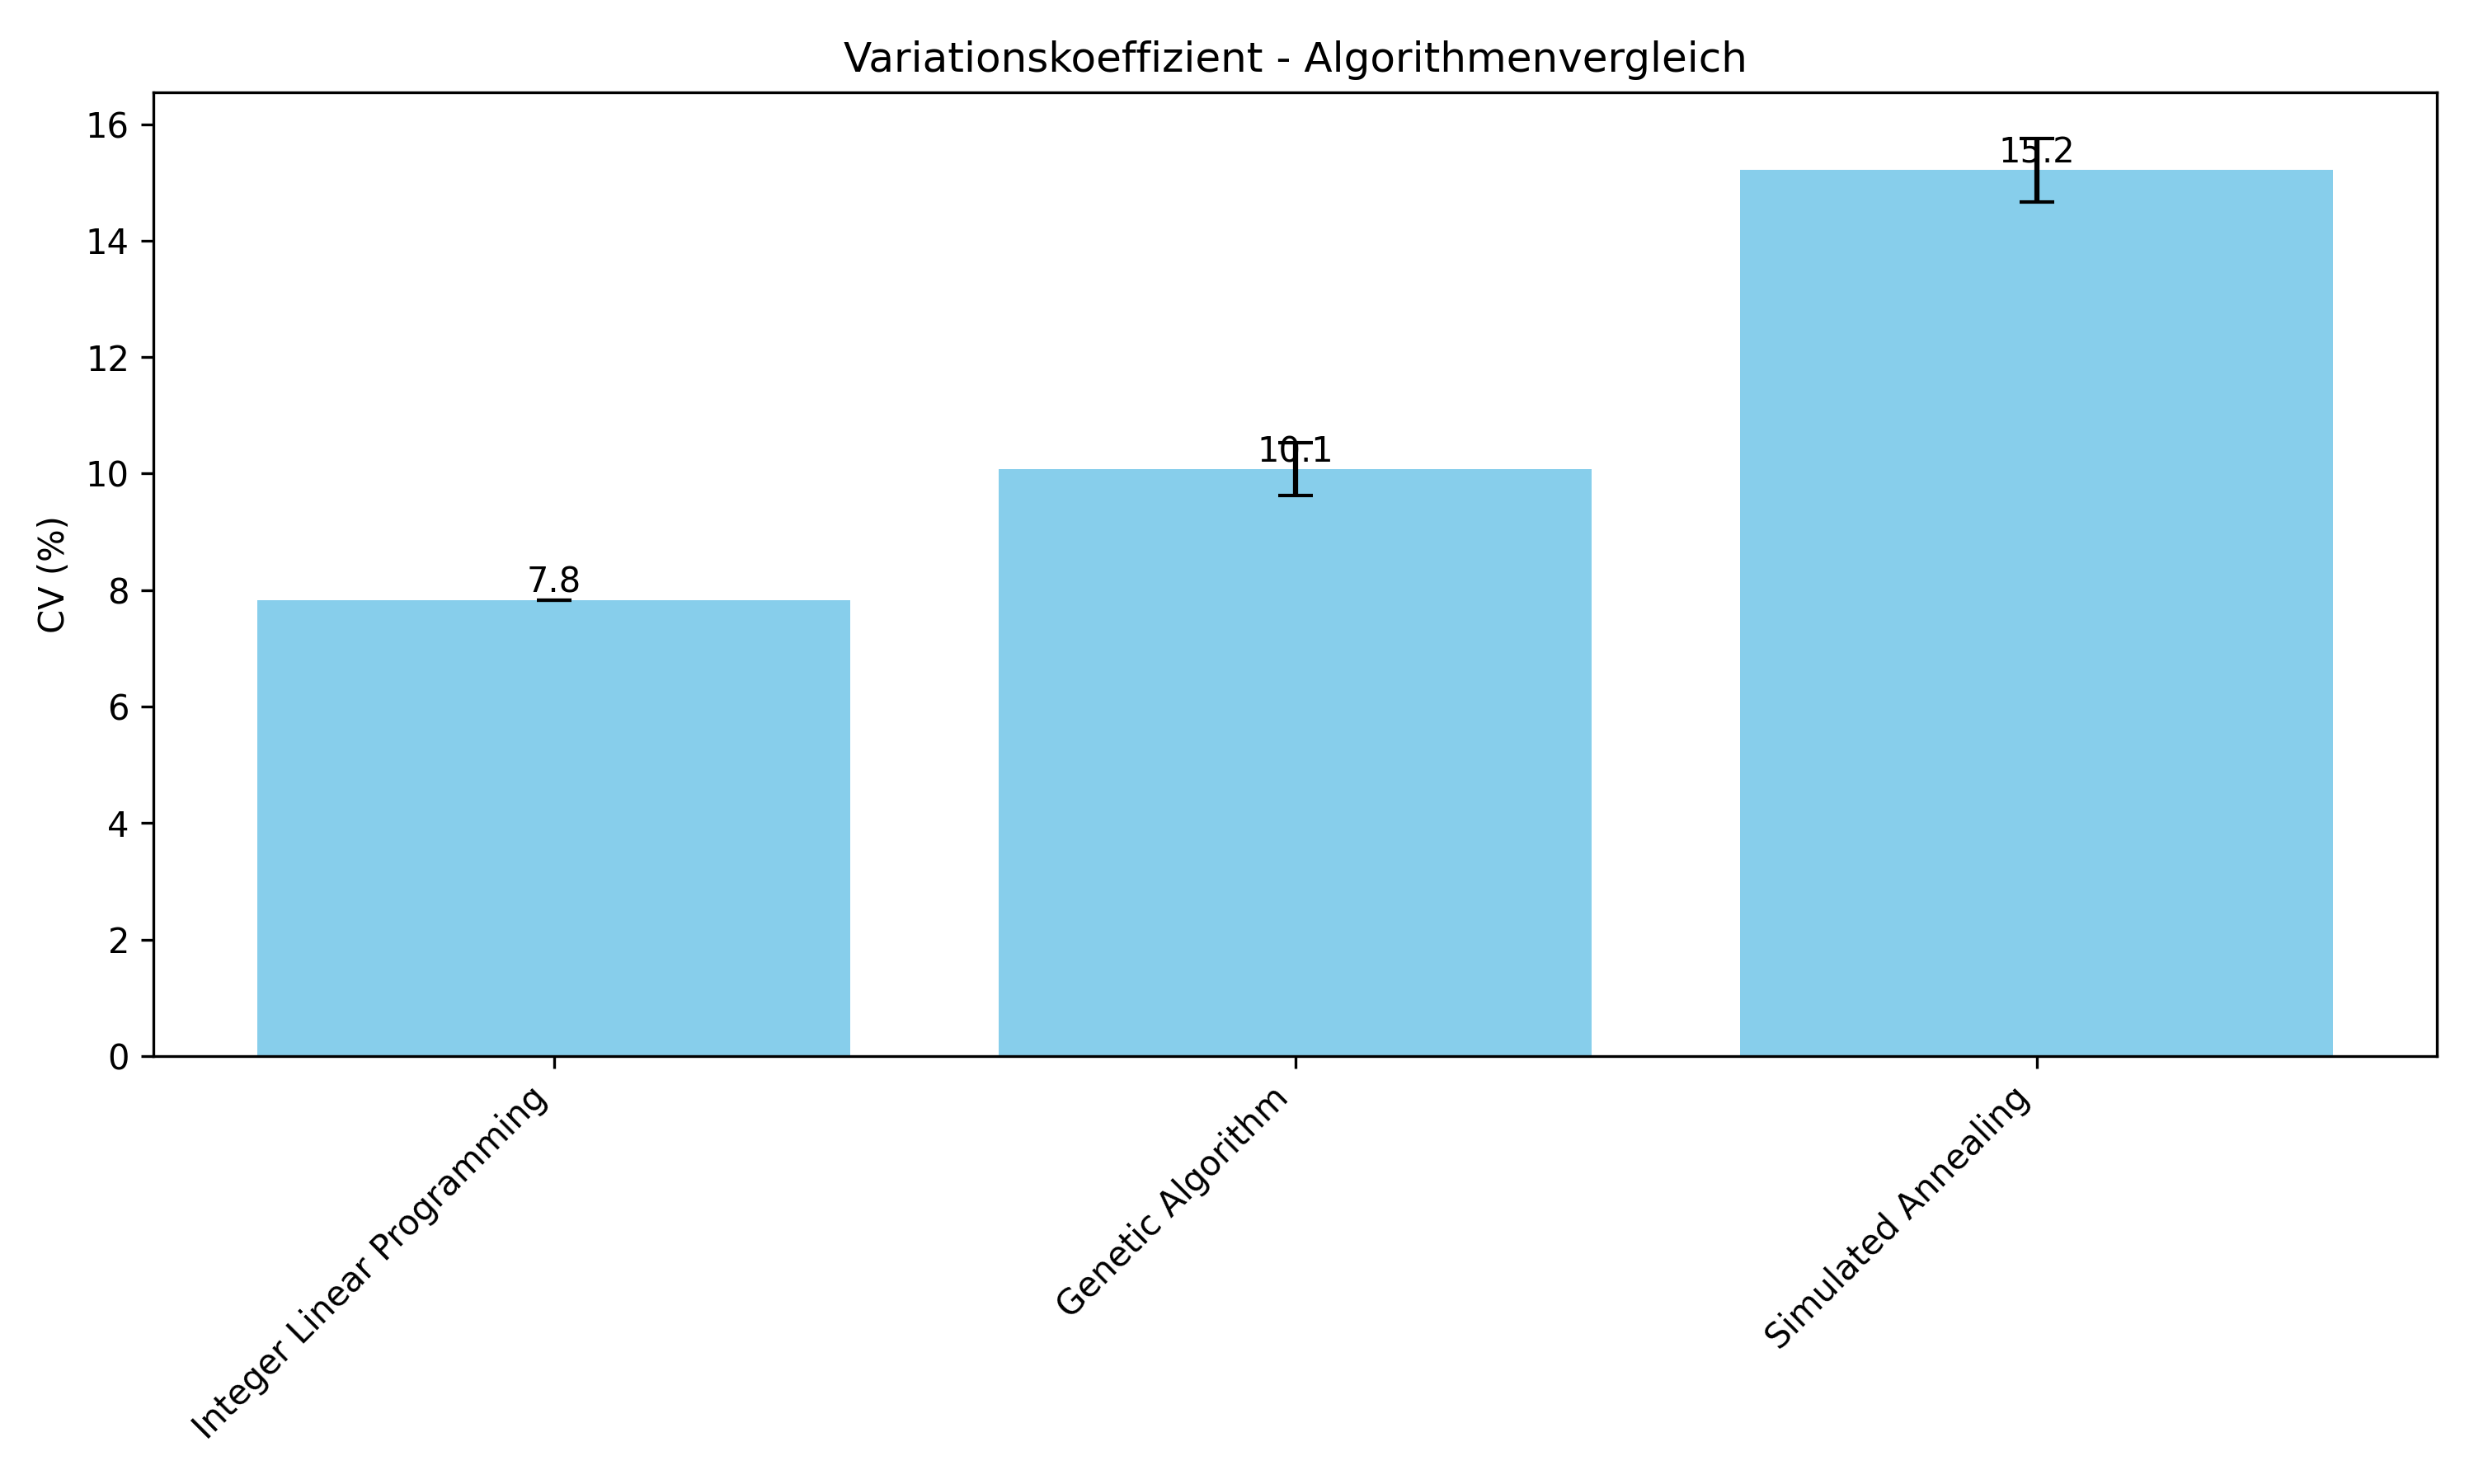 Variationskoeffizient - Algorithmenvergleich
CV (%)
16
14
12
10
8
6
4
2
0
7.8
10.1
15.2
Integer Linear Programming
Genetic Algorithm
Simulated Annealing